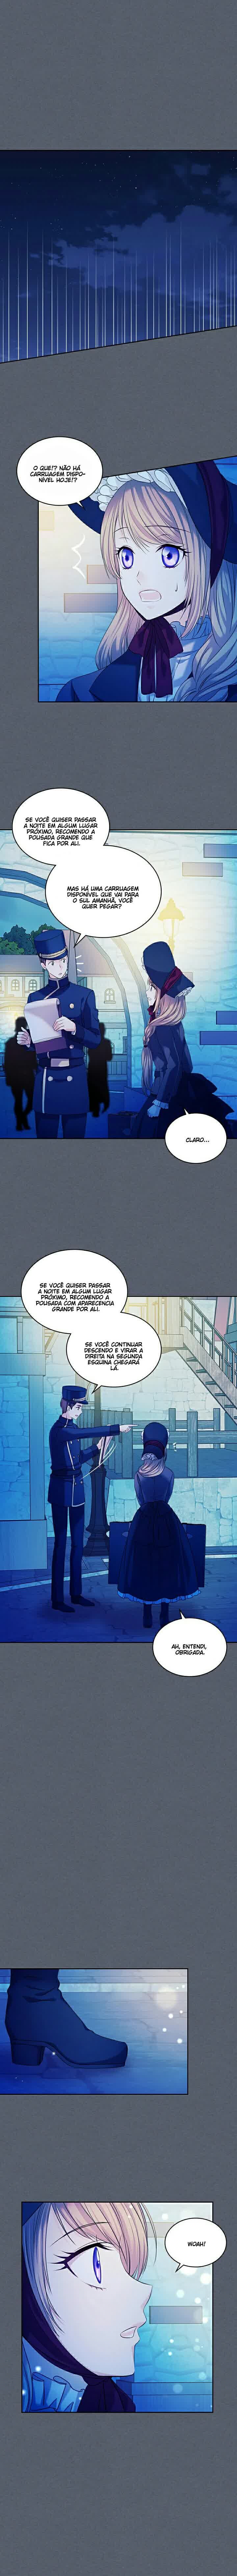 O QUE!? NÃO HÁ
CARRUAGEM DISPO-
NÍVEL HOJE!?
SE VOCÊ QUISER PASSAR
A NOITE EM ALGUM LUGAR
PRÓXIMO, RECOMENDO A
POUSADA GRANDE QUE
FICA POR ALI.
MAS HÁ UMA CARRUAGEM
DISPONÍVEL QUE VAI PARA
O SUL AMANHÃ, VOCÊ
QUER PEGAR?
CLARO...
SE VOCÊ QUISER PASSAR
A NOITE EM ALGUM LUGAR
PRÓXIMO, RECOMENDO A
POUSADA COM APARECENCIA
GRANDE POR ALI.
SE VOCÊ CONTINUAR
DESCENDO E VIRAR A
DIREITA NA SEGUNDA
ESQUINA CHEGARÁ
LÁ.
AH, ENTENDI,
OBRIGADA.
WOAH!